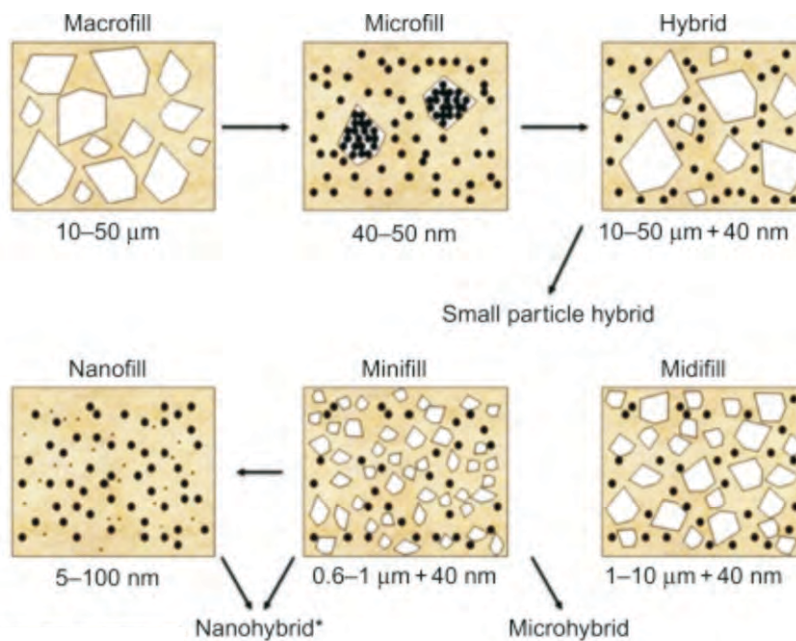 Macrofill
Microfill
Hybrid
10–50 μm
40–50 nm
10–50 μm + 40 nm
Small particle hybrid
Nanofill
Minifill
Midifill
5–100 nm
0.6–1 μm + 40 nm
1–10 μm + 40 nm
Nanohybrid*
Microhybrid